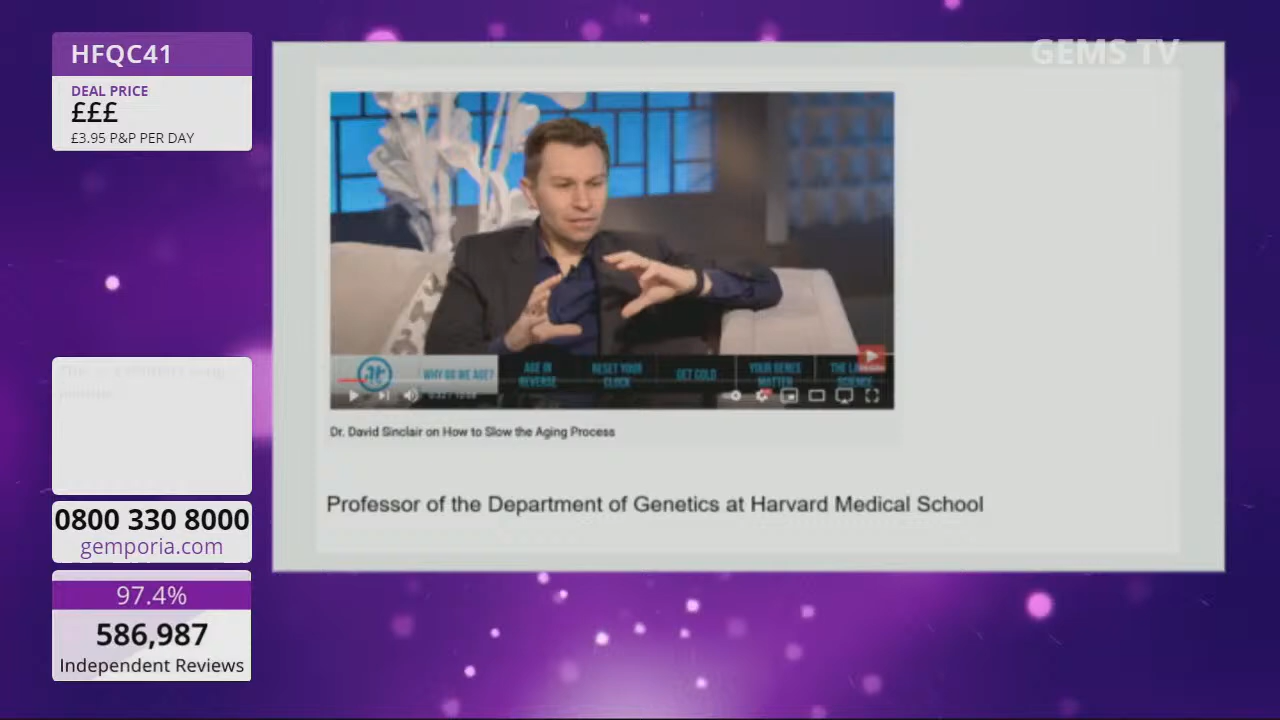 HFQC41
DEAL PRICE
£££
£3.95 P&P PER DAY
GEMS TV
WHY DO WE AGE?
AGE IN
REVERSE
RESET YOUR
CLOCK
GET COLD
YOUR GENES
MATTER
SCIENCE
Dr. David Sinclair on How to Slow the Aging Process
Professor of the Department of Genetics at Harvard Medical School
0800 330 8000
gemporia.com
97.4%
586,987
Independent Reviews